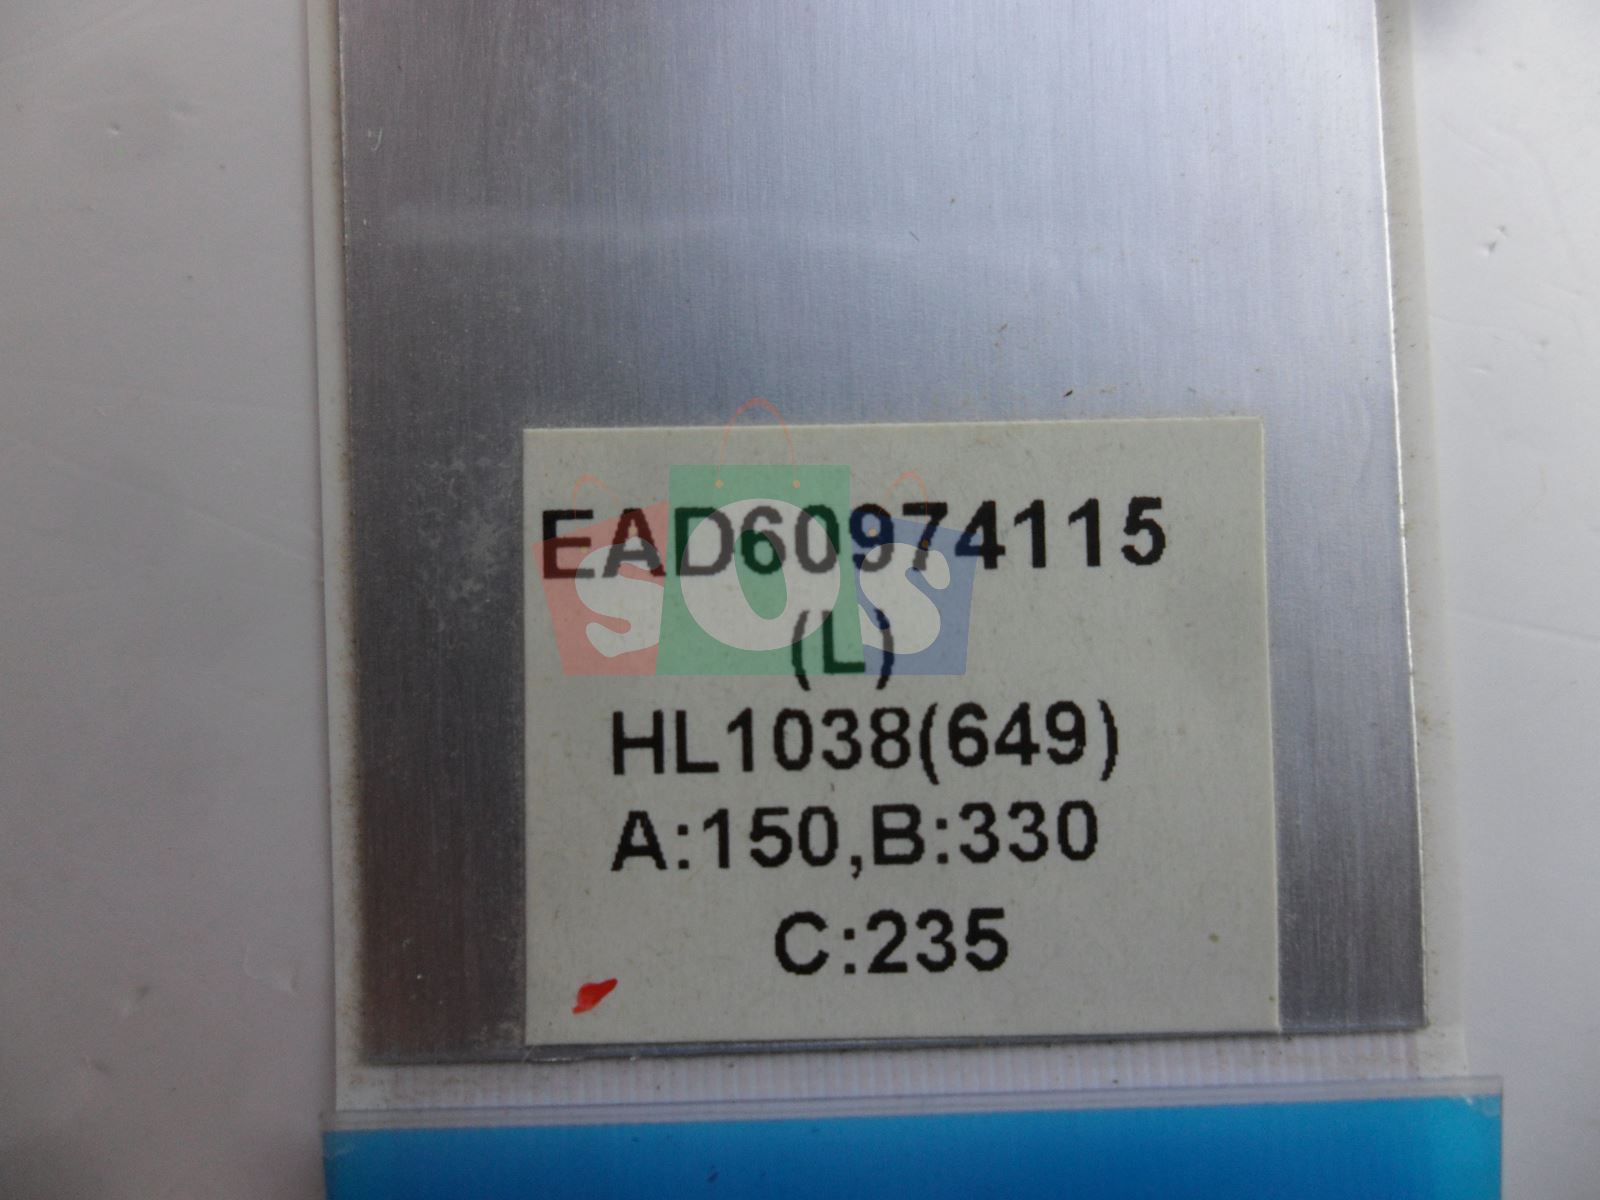 EAD60974115
SOS
(L)
HL1038(649)
A:150,B:330
C:235